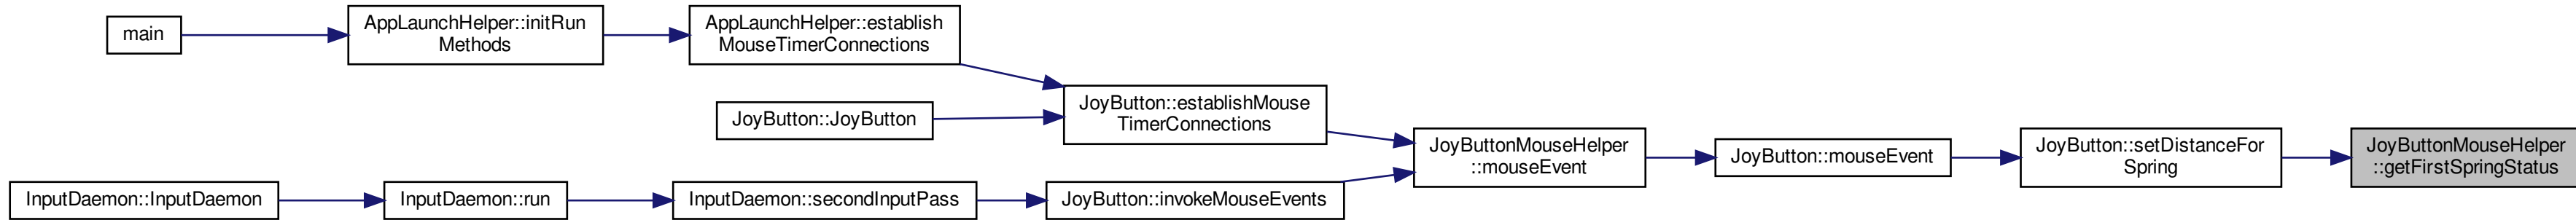 main
AppLaunchHelper::initRun
Methods
AppLaunchHelper::establish
MouseTimerConnections
JoyButton::JoyButton
JoyButton::establishMouse
TimerConnections
InputDaemon::InputDaemon
InputDaemon::run
InputDaemon::secondInputPass
JoyButton::invokeMouseEvents
JoyButtonMouseHelper
::mouseEvent
JoyButton::mouseEvent
JoyButton::setDistanceFor
Spring
JoyButtonMouseHelper
::getFirstSpringStatus